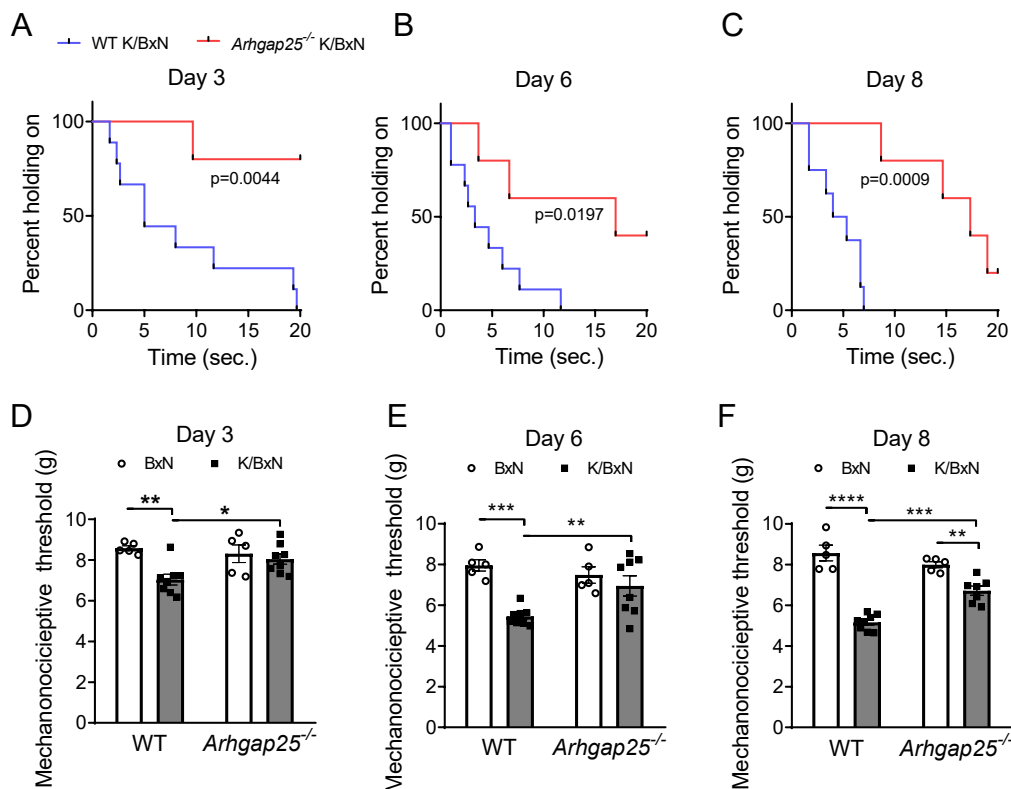 A
B
C
WT K/BxN
Arhgap25-/- K/BxN
Day 3
Day 6
Day 8
Percent holding on
100
50
0
p=0.0044
0 5 10 15 20
Time (sec.)
Percent holding on
100
50
0
p=0.0197
0 5 10 15 20
Time (sec.)
Percent holding on
100
50
0
p=0.0009
0 5 10 15 20
Time (sec.)
D
Day 3
BxN
K/BxN
Mechanonocicieptive threshold (g)
10
8
6
4
2
0
**
*
WT
Arhgap25-/-
E
Day 6
BxN
K/BxN
Mechanonocicieptive threshold (g)
10
8
6
4
2
0
***
**
WT
Arhgap25-/-
F
Day 8
BxN
K/BxN
Mechanonocicieptive threshold (g)
10
8
6
4
2
0
****
***
**
WT
Arhgap25-/-